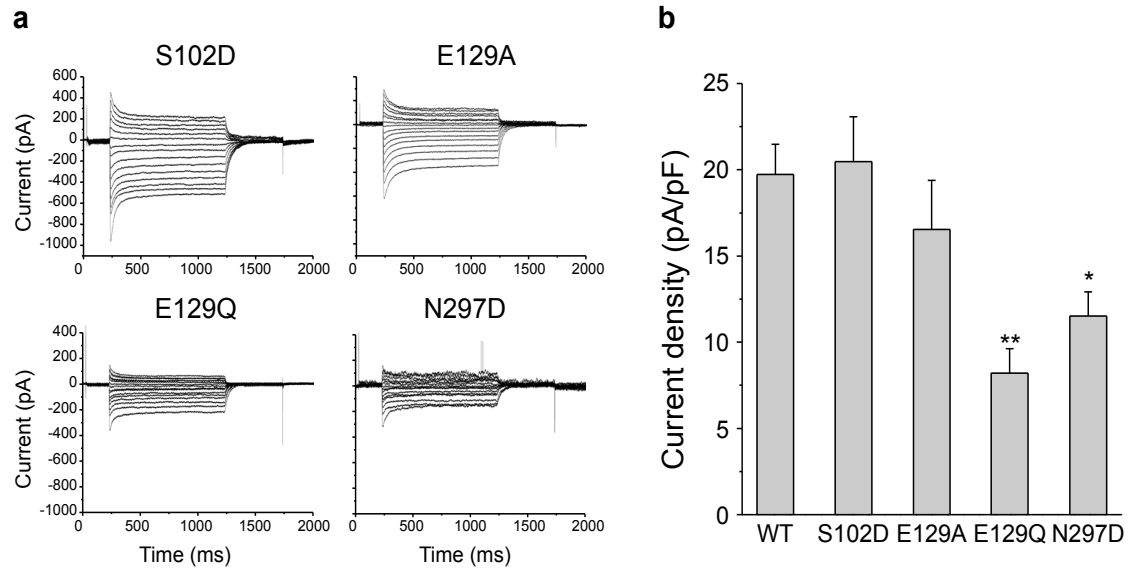 a
S102D
E129A
600
400
200
0
-200
-400
-600
-800
-1000
Current (pA)
0 500 1000 1500 2000
0 500 1000 1500 2000
E129Q
N297D
400
200
0
-200
-400
-600
-800
-1000
Current (pA)
0 500 1000 1500 2000
0 500 1000 1500 2000
Time (ms)
Time (ms)
b
25
20
15
10
5
0
Current density (pA/pF)
**
*
WT S102D E129A E129Q N297D